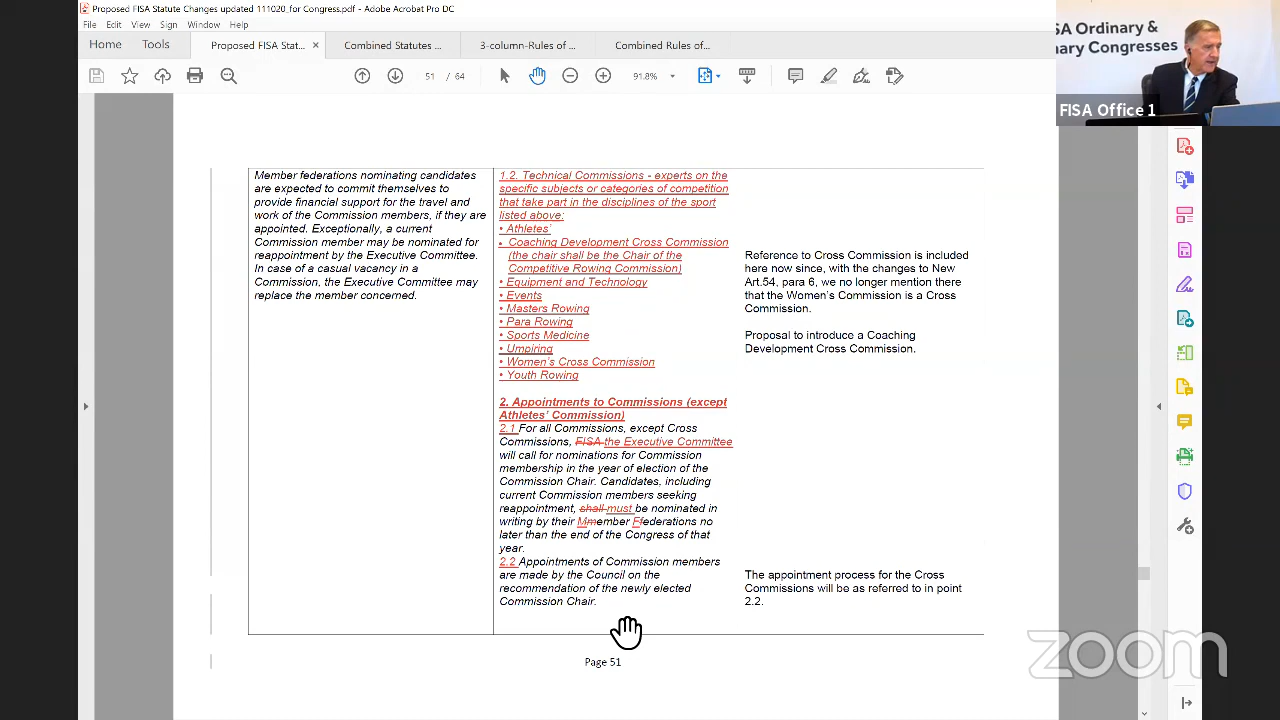 Proposed FISA Statute Changes updated 111020_for Congress.pdf - Adobe Acrobat Pro DC
File Edit View Sign Window Help
Home Tools Proposed FISA Stat... × Combined Statutes ... 3-column-Rules of ... Combined Rules of...
51 / 64 91.8%
SA Ordinary &
nary Congresses
FISA Office 1
Member federations nominating candidates
are expected to commit themselves to
provide financial support for the travel and
work of the Commission members, if they are
appointed. Exceptionally, a current
Commission member may be nominated for
reappointment by the Executive Committee.
In case of a casual vacancy in a
Commission, the Executive Committee may
replace the member concerned.
1.2. Technical Commissions - experts on the
specific subjects or categories of competition
that take part in the disciplines of the sport
listed above:
• Athletes'
• Coaching Development Cross Commission
(the chair shall be the Chair of the
Competitive Rowing Commission)
• Equipment and Technology
• Events
• Masters Rowing
• Para Rowing
• Sports Medicine
• Umpiring
• Women's Cross Commission
• Youth Rowing
2. Appointments to Commissions (except
Athletes' Commission)
2.1 For all Commissions, except Cross
Commissions, FISA the Executive Committee
will call for nominations for Commission
membership in the year of election of the
Commission Chair. Candidates, including
current Commission members seeking
reappointment, shall must be nominated in
writing by their Mmember Ffederations no
later than the end of the Congress of that
year.
2.2 Appointments of Commission members
are made by the Council on the
recommendation of the newly elected
Commission Chair.
Reference to Cross Commission is included
here now since, with the changes to New
Art.54, para 6, we no longer mention there
that the Women's Commission is a Cross
Commission.
Proposal to introduce a Coaching
Development Cross Commission.
The appointment process for the Cross
Commissions will be as referred to in point
2.2.
Page 51
zoom